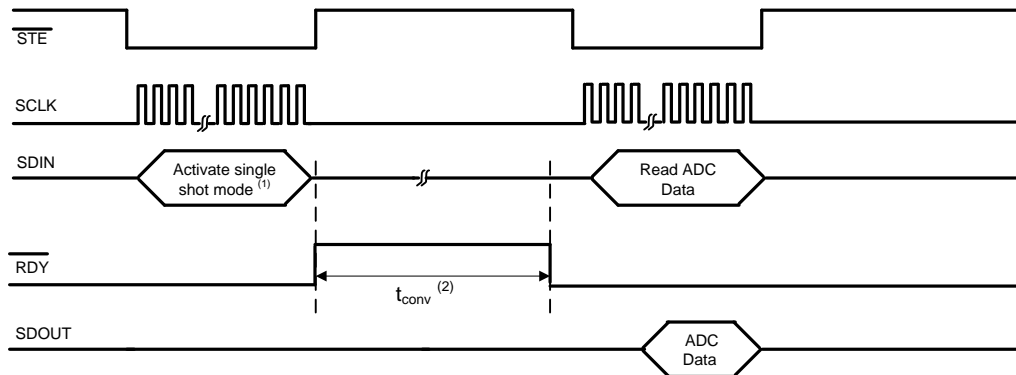 STE
SCLK
SDIN
Activate single
shot mode (1)
Read ADC
Data
RDY
tconv (2)
SDOUT
ADC
Data